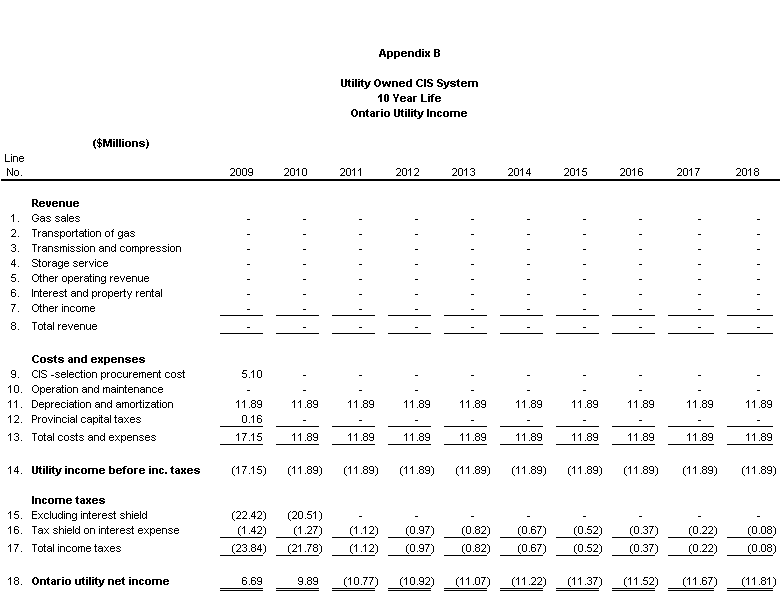 Appendix B
Utility Owned CIS System
10 Year Life
Ontario Utility Income
($Millions)
Line
No. 2009 2010 2011 2012 2013 2014 2015 2016 2017 2018
Revenue
1. Gas sales - - - - - - - - - -
2. Transportation of gas - - - - - - - - - -
3. Transmission and compression - - - - - - - - - -
4. Storage service - - - - - - - - - -
5. Other operating revenue - - - - - - - - - -
6. Interest and property rental - - - - - - - - - -
7. Other income - - - - - - - - - -
8. Total revenue - - - - - - - - - -
Costs and expenses
9. CIS -selection procurement cost 5.10 - - - - - - - - -
10. Operation and maintenance - - - - - - - - - -
11. Depreciation and amortization 11.89 11.89 11.89 11.89 11.89 11.89 11.89 11.89 11.89 11.89
12. Provincial capital taxes 0.16 - - - - - - - - -
13. Total costs and expenses 17.15 11.89 11.89 11.89 11.89 11.89 11.89 11.89 11.89 11.89
14. Utility income before inc. taxes (17.15) (11.89) (11.89) (11.89) (11.89) (11.89) (11.89) (11.89) (11.89) (11.89)
Income taxes
15. Excluding interest shield (22.42) (20.51) - - - - - - - -
16. Tax shield on interest expense (1.42) (1.27) (1.12) (0.97) (0.82) (0.67) (0.52) (0.37) (0.22) (0.08)
17. Total income taxes (23.84) (21.78) (1.12) (0.97) (0.82) (0.67) (0.52) (0.37) (0.22) (0.08)
18. Ontario utility net income 6.69 9.89 (10.77) (10.92) (11.07) (11.22) (11.37) (11.52) (11.67) (11.81)